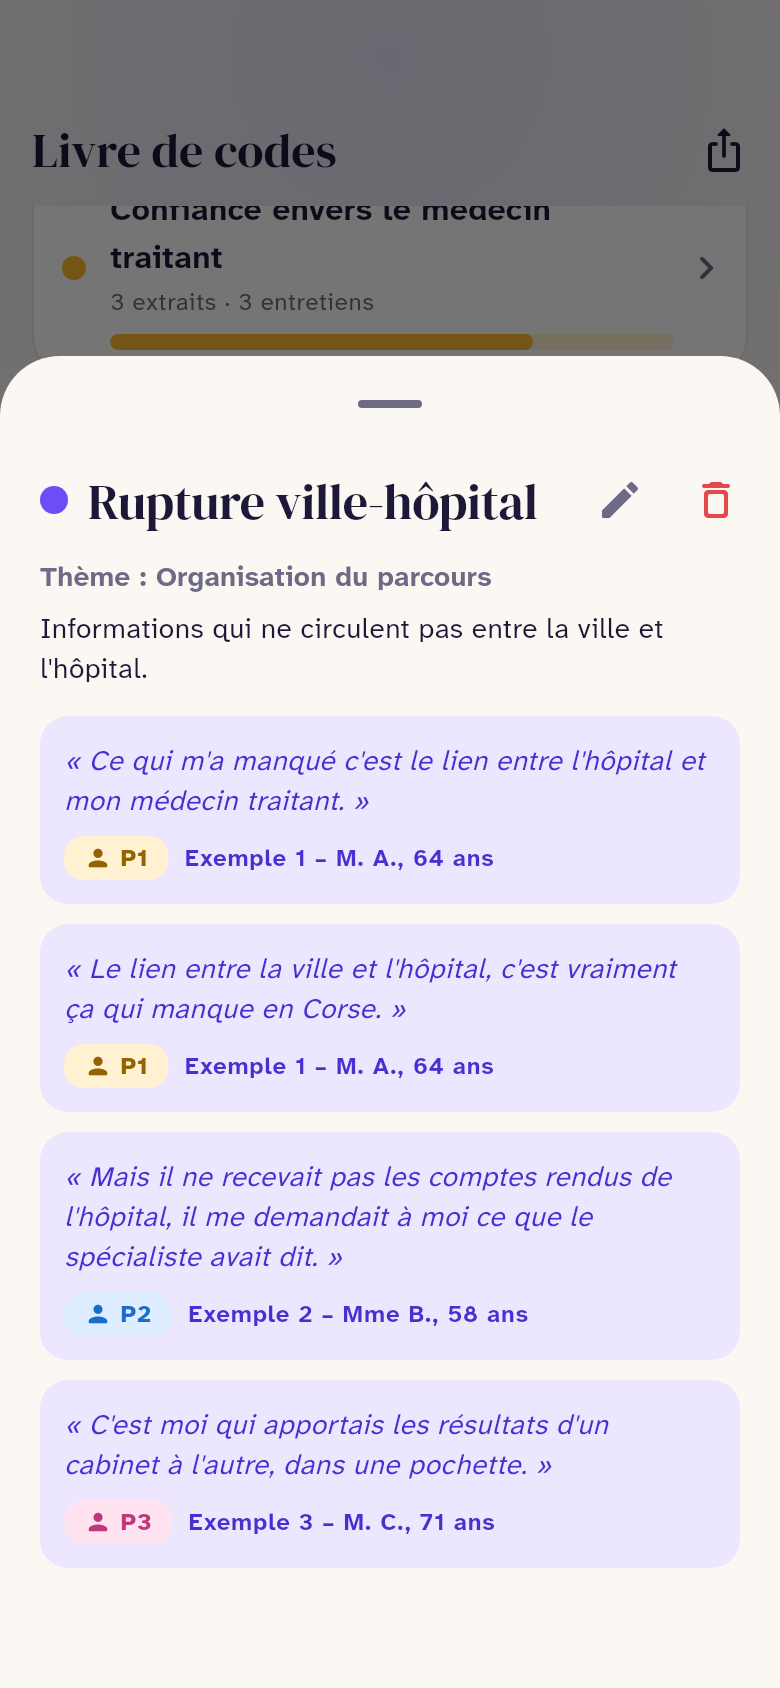 Livre de codes
Confiance envers le médecin
traitant
3 extraits · 3 entretiens
Rupture ville-hôpital
Thème : Organisation du parcours
Informations qui ne circulent pas entre la ville et
l'hôpital.
« Ce qui m'a manqué c'est le lien entre l'hôpital et
mon médecin traitant. »
P1 Exemple 1 – M. A., 64 ans
« Le lien entre la ville et l'hôpital, c'est vraiment
ça qui manque en Corse. »
P1 Exemple 1 – M. A., 64 ans
« Mais il ne recevait pas les comptes rendus de
l'hôpital, il me demandait à moi ce que le
spécialiste avait dit. »
P2 Exemple 2 – Mme B., 58 ans
« C'est moi qui apportais les résultats d'un
cabinet à l'autre, dans une pochette. »
P3 Exemple 3 – M. C., 71 ans